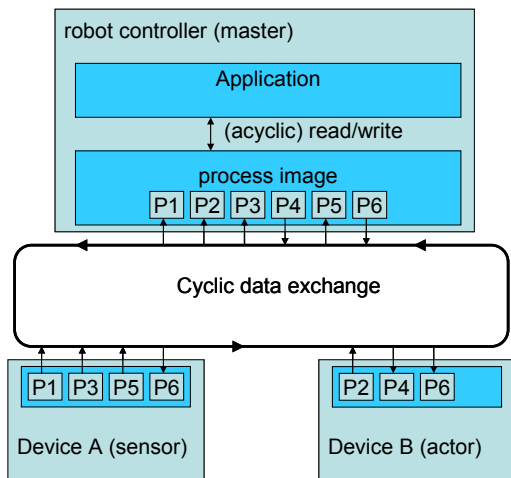 robot controller (master)
Application
(acyclic) read/write
process image
P1 P2 P3 P4 P5 P6
Cyclic data exchange
P1 P3 P5 P6
P2 P4 P6
Device A (sensor)
Device B (actor)